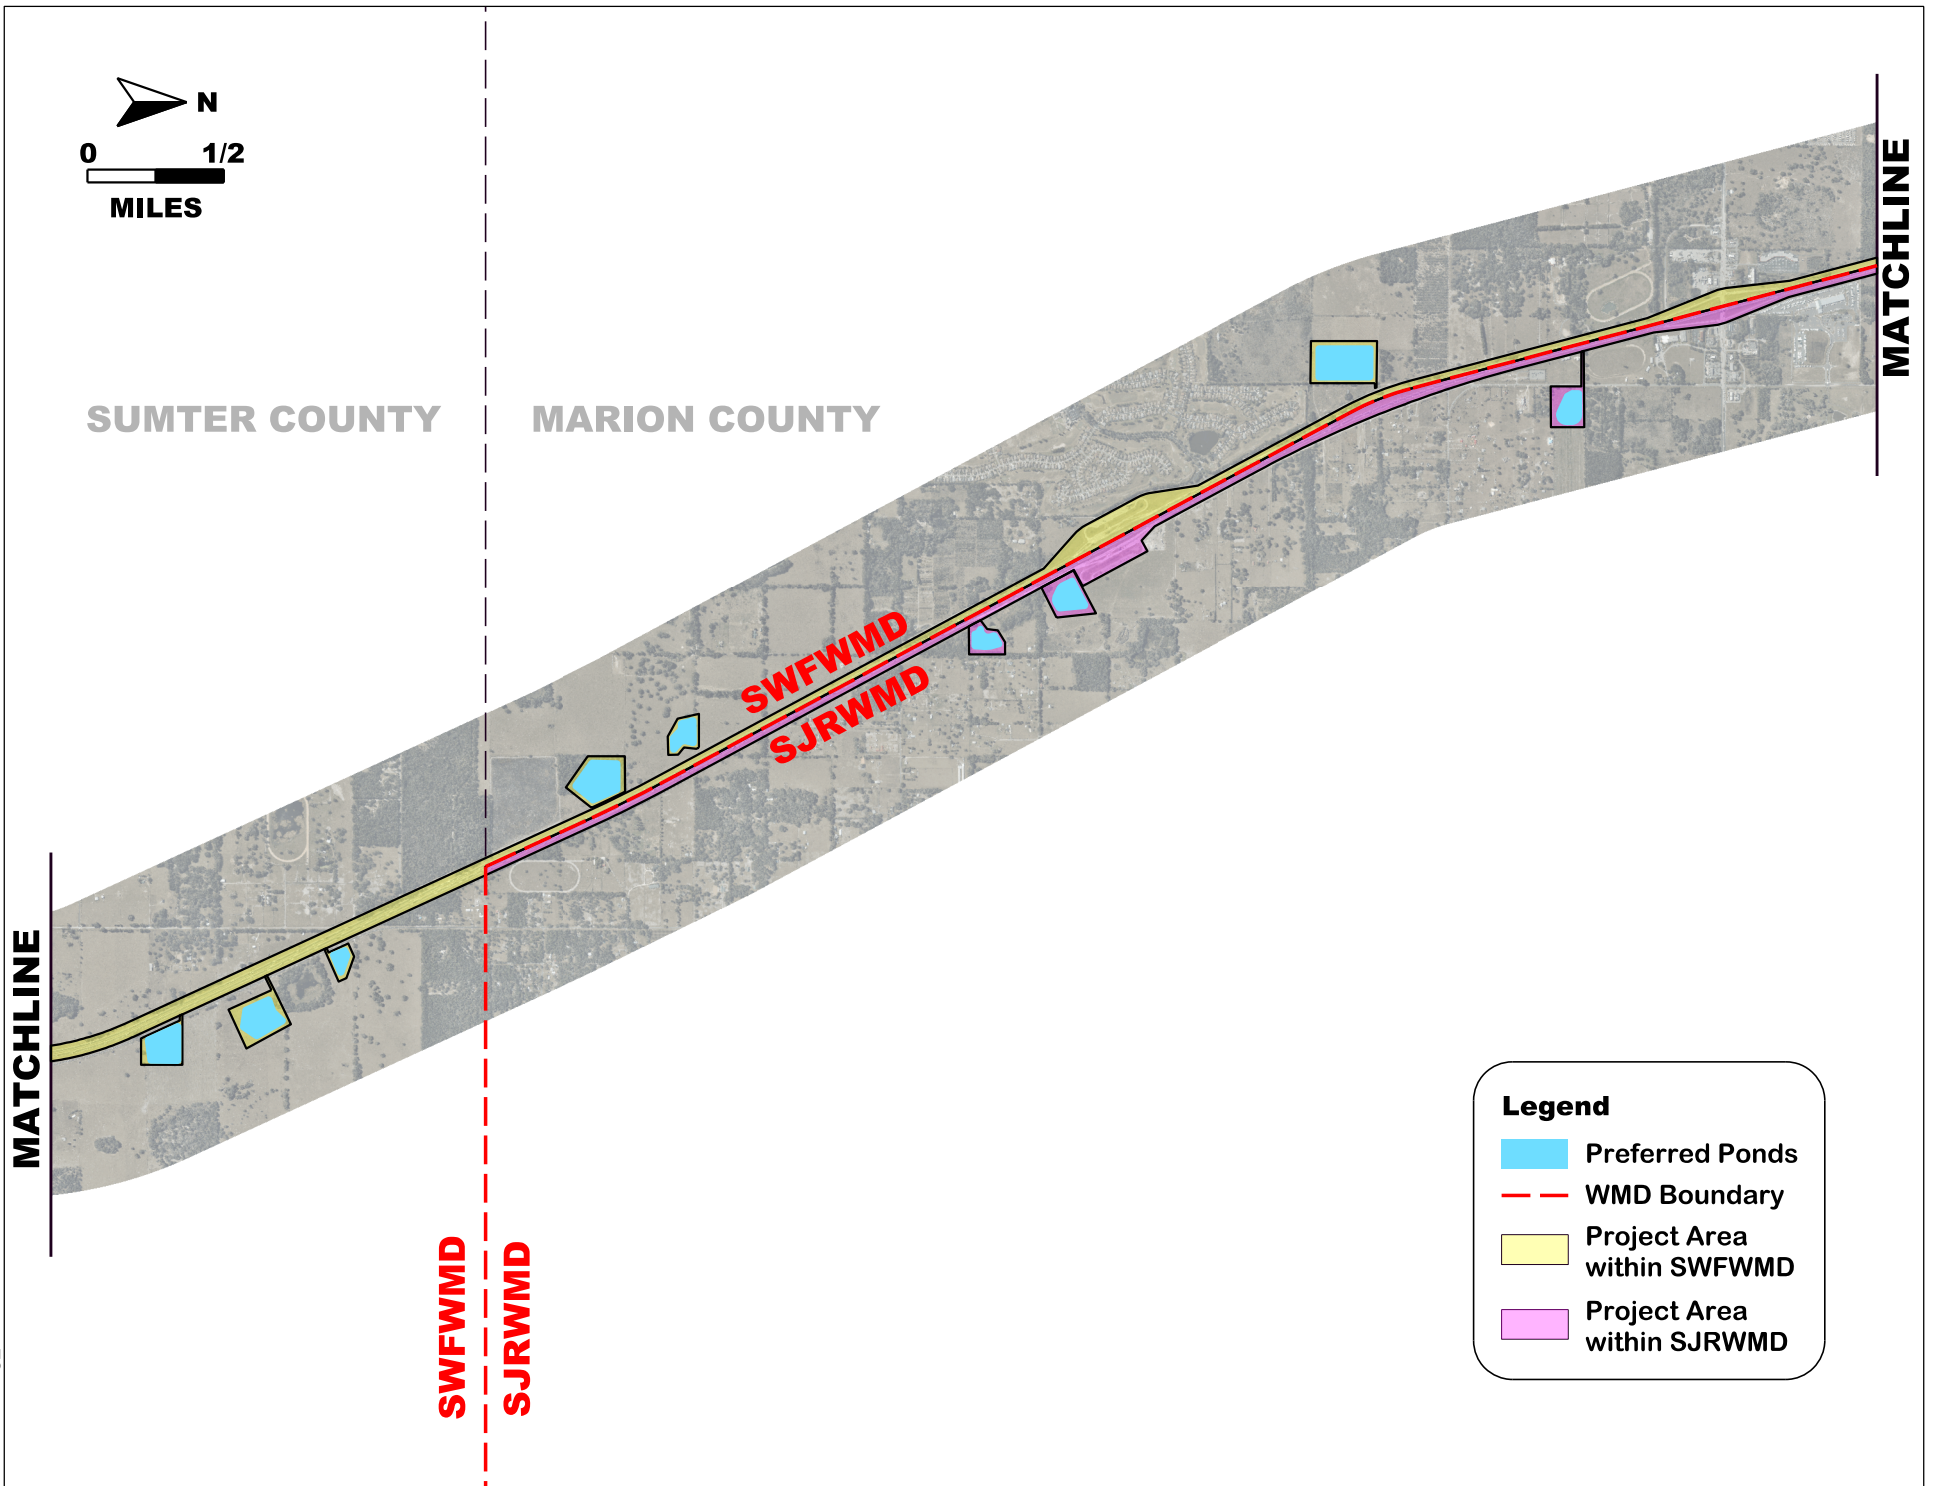 N
0 1/2
MILES
SUMTER COUNTY
MARION COUNTY
MATCHLINE
SWFWMD
SJRWMD
MATCHLINE
SWFWMD
SJRWMD
Legend
Preferred Ponds
WMD Boundary
Project Area
within SWFWMD
Project Area
within SJRWMD